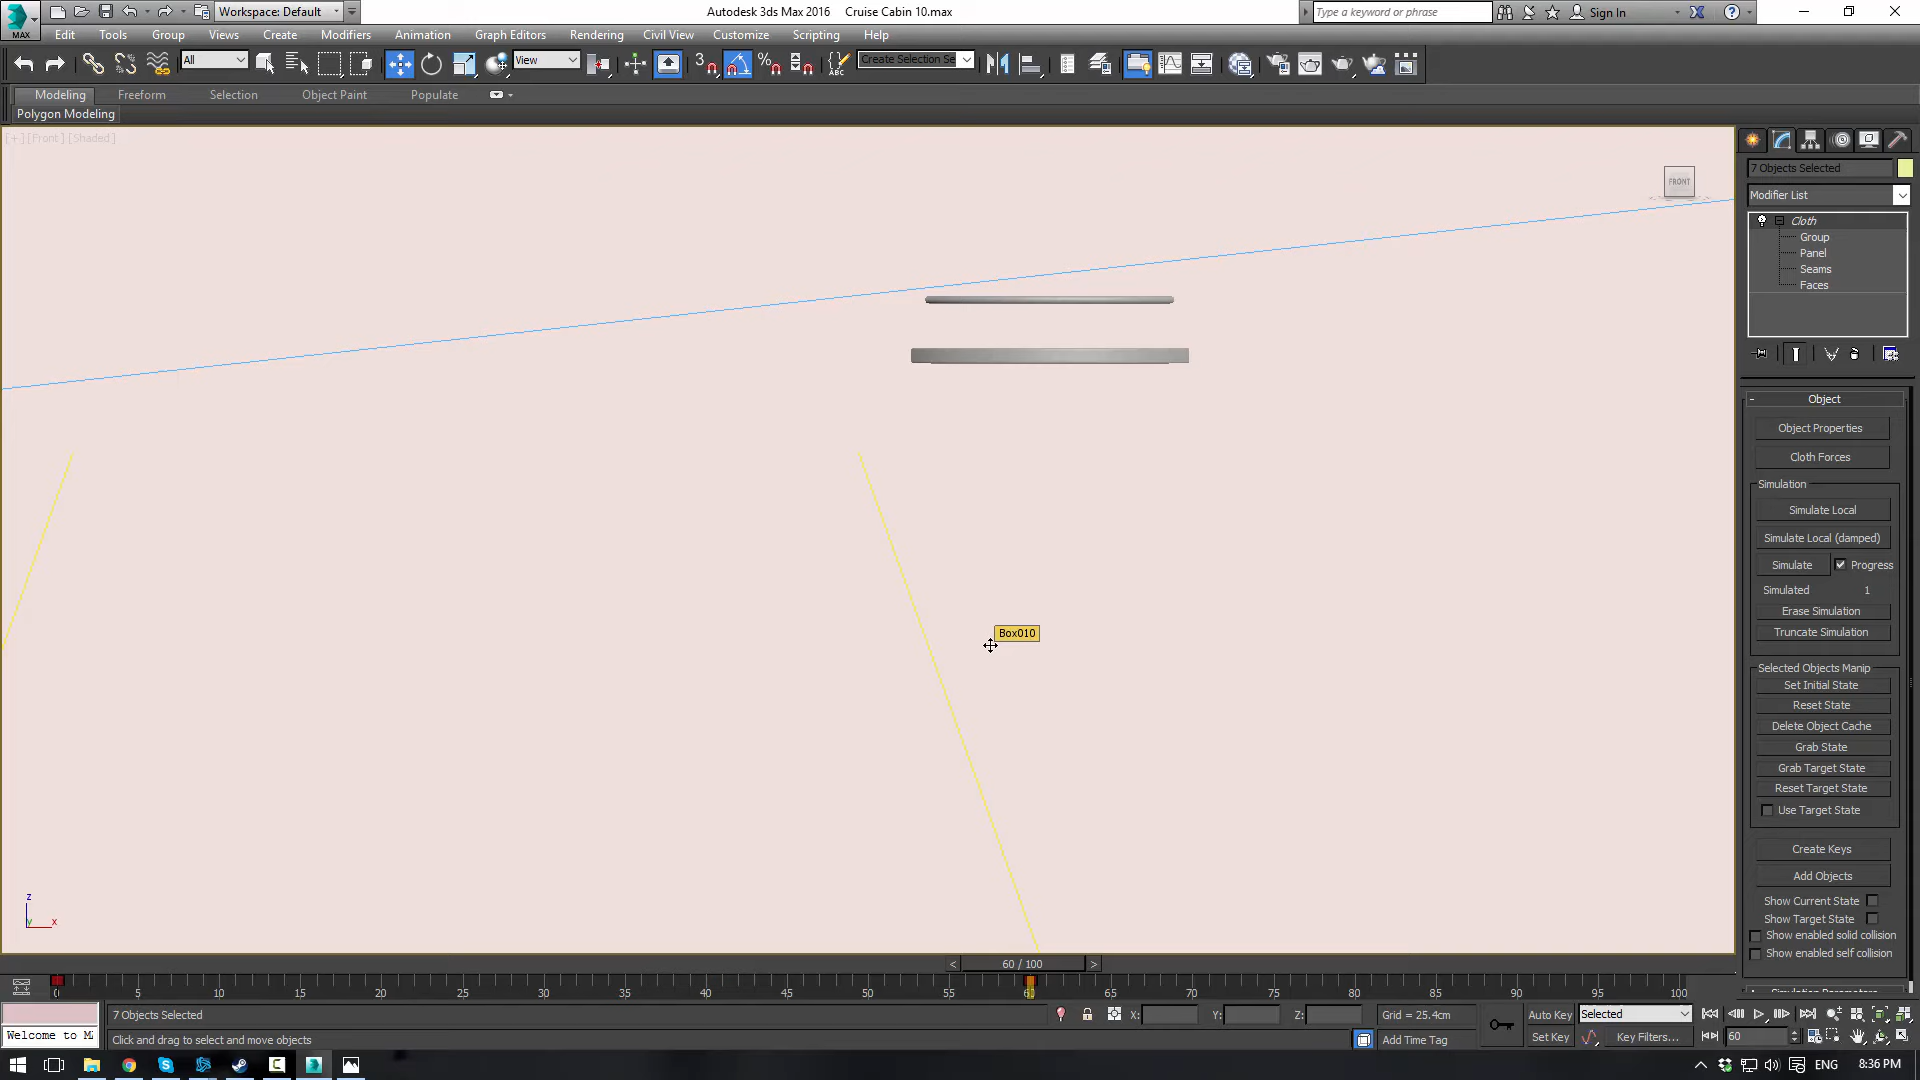 Workspace: Default
Autodesk 3ds Max 2016
Cruise Cabin 10.max
Type a keyword or phrase
Sign In
MAX
Edit
Tools
Group
Views
Create
Modifiers
Animation
Graph Editors
Rendering
Civil View
Customize
Scripting
Help
All
View
3
ABC
Create Selection Se
Modeling
Freeform
Selection
Object Paint
Populate
Polygon Modeling
[+] [Front] [Shaded]
FRONT
7 Objects Selected
Modifier List
Cloth
Group
Panel
Seams
Faces
- Object
Object Properties
Cloth Forces
Simulation
Simulate Local
Simulate Local (damped)
Simulate
Progress
Simulated 1
Erase Simulation
Truncate Simulation
Selected Objects Manip
Set Initial State
Reset State
Delete Object Cache
Grab State
Grab Target State
Reset Target State
Use Target State
Create Keys
Add Objects
Show Current State
Show Target State
Show enabled solid collision
Show enabled self collision
Box010
z
y x
< 60 / 100 >
5 10 15 20 25 30 35 40 45 50 55 60 65 70 75 80 85 90 95 100
7 Objects Selected
X:
Y:
Z:
Grid = 25.4cm
Auto Key
Selected
Welcome to M
Click and drag to select and move objects
Add Time Tag
Set Key
Key Filters...
60
ENG
8:36 PM